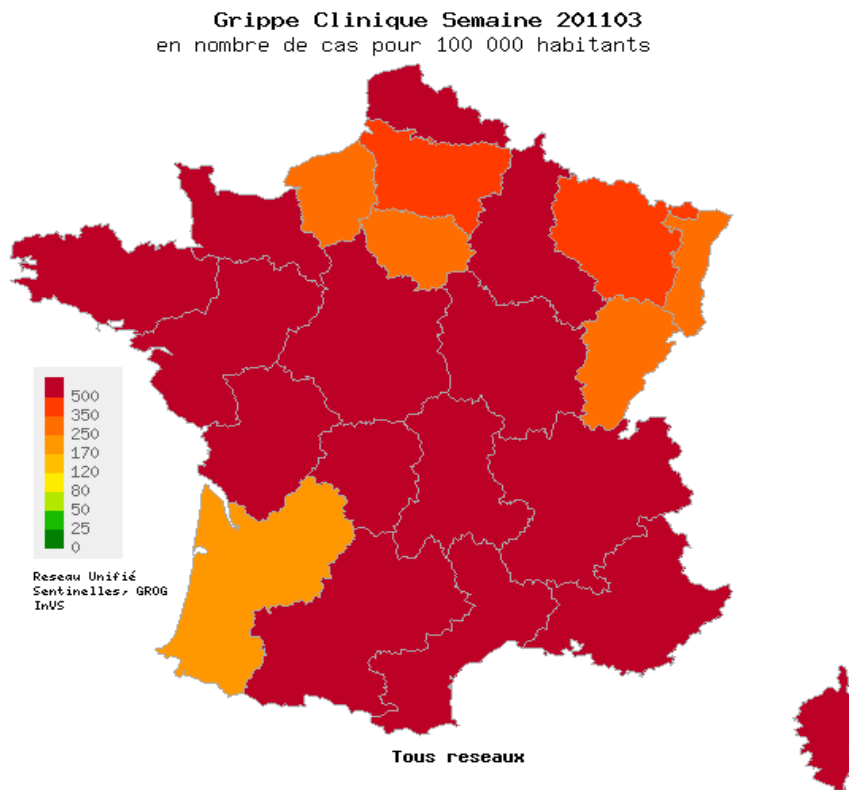 Grippe Clinique Semaine 201103
en nombre de cas pour 100 000 habitants
500
350
250
170
120
80
50
25
0
Reseau Unifié
Sentinelles, GROG
InVS
Tous reseaux